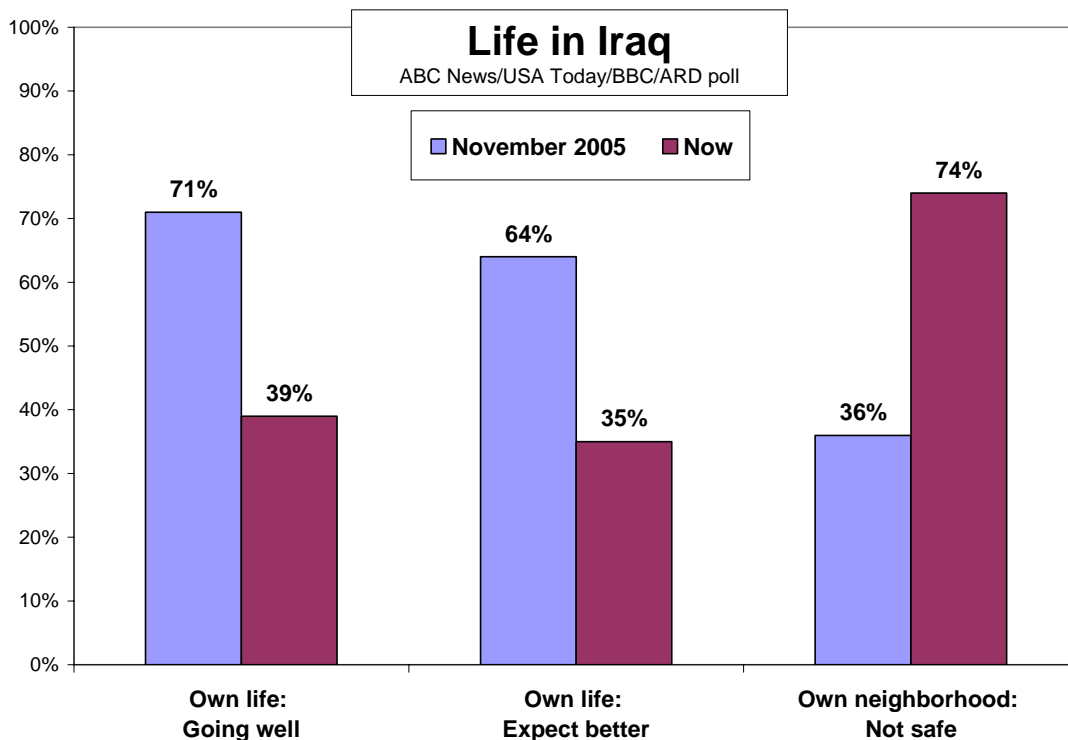 Life in Iraq
ABC News/USA Today/BBC/ARD poll
November 2005 Now
100%
90%
80%
70%
60%
50%
40%
30%
20%
10%
0%
71%
39%
64%
35%
36%
74%
Own life:
Going well
Own life:
Expect better
Own neighborhood:
Not safe